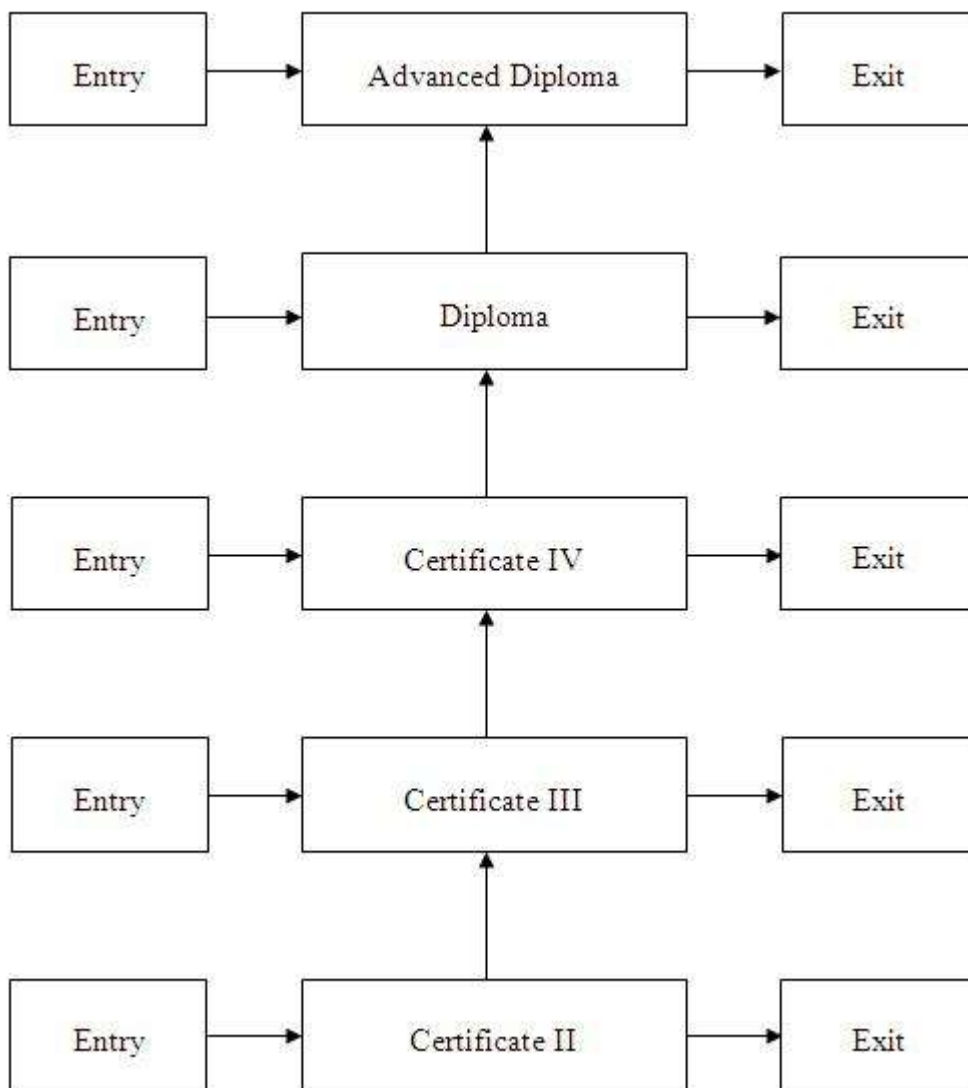 Entry
Advanced Diploma
Exit
Entry
Diploma
Exit
Entry
Certificate IV
Exit
Entry
Certificate III
Exit
Entry
Certificate II
Exit